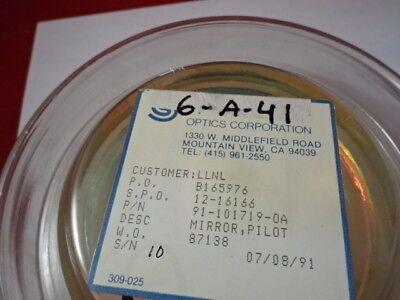 6-A-41
OPTICS CORPORATION
1330 W. MIDDLEFIELD ROAD
MOUNTAIN VIEW, CA 94039
TEL: (415) 961-2550
CUSTOMER:LLNL
P.O. B165976
S.P.O. 12-16166
P/N 91-101719-0A
DESC MIRROR,PILOT
W.O. 87138
S/N 10 07/08/91
309-025